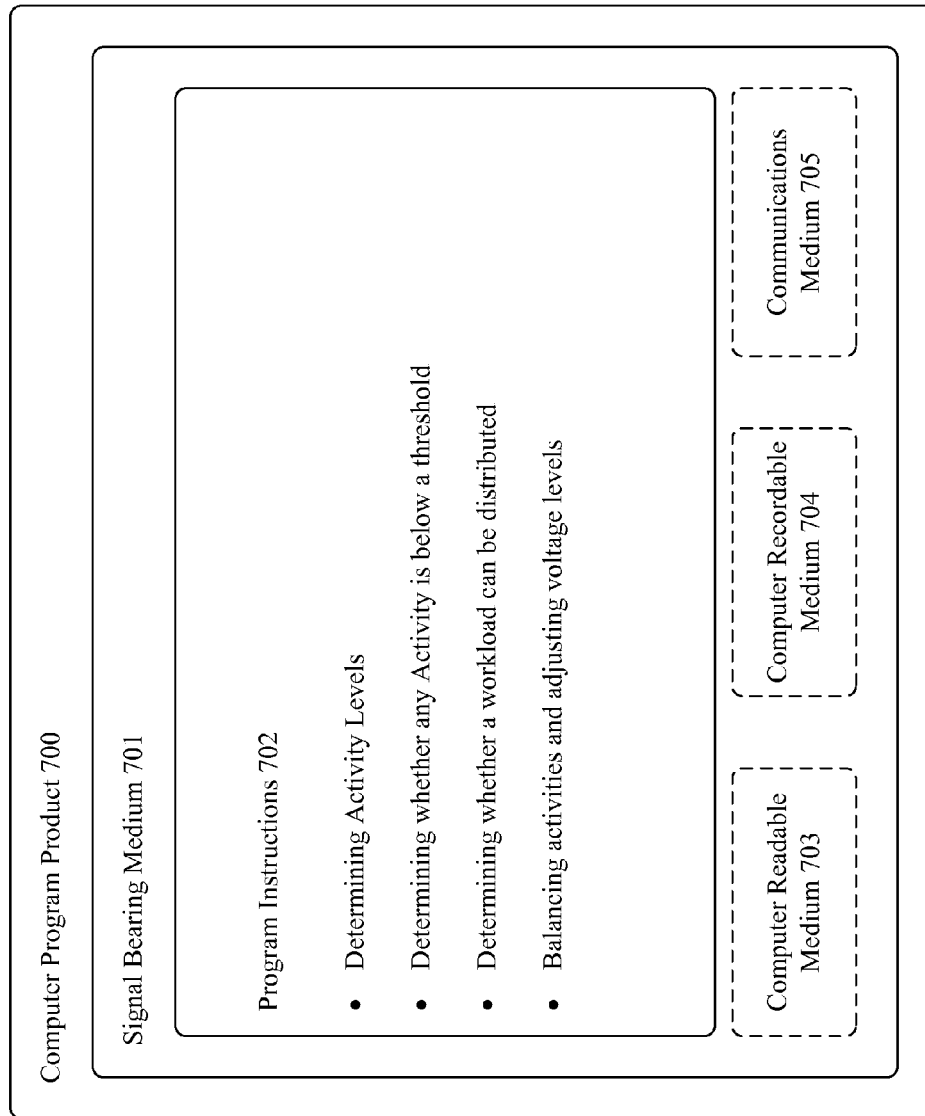 Computer Program Product 700
Signal Bearing Medium 701
Program Instructions 702
• Determining Activity Levels
• Determining whether any Activity is below a threshold
• Determining whether a workload can be distributed
• Balancing activities and adjusting voltage levels
Computer Readable
Medium 703
Computer Recordable
Medium 704
Communications
Medium 705